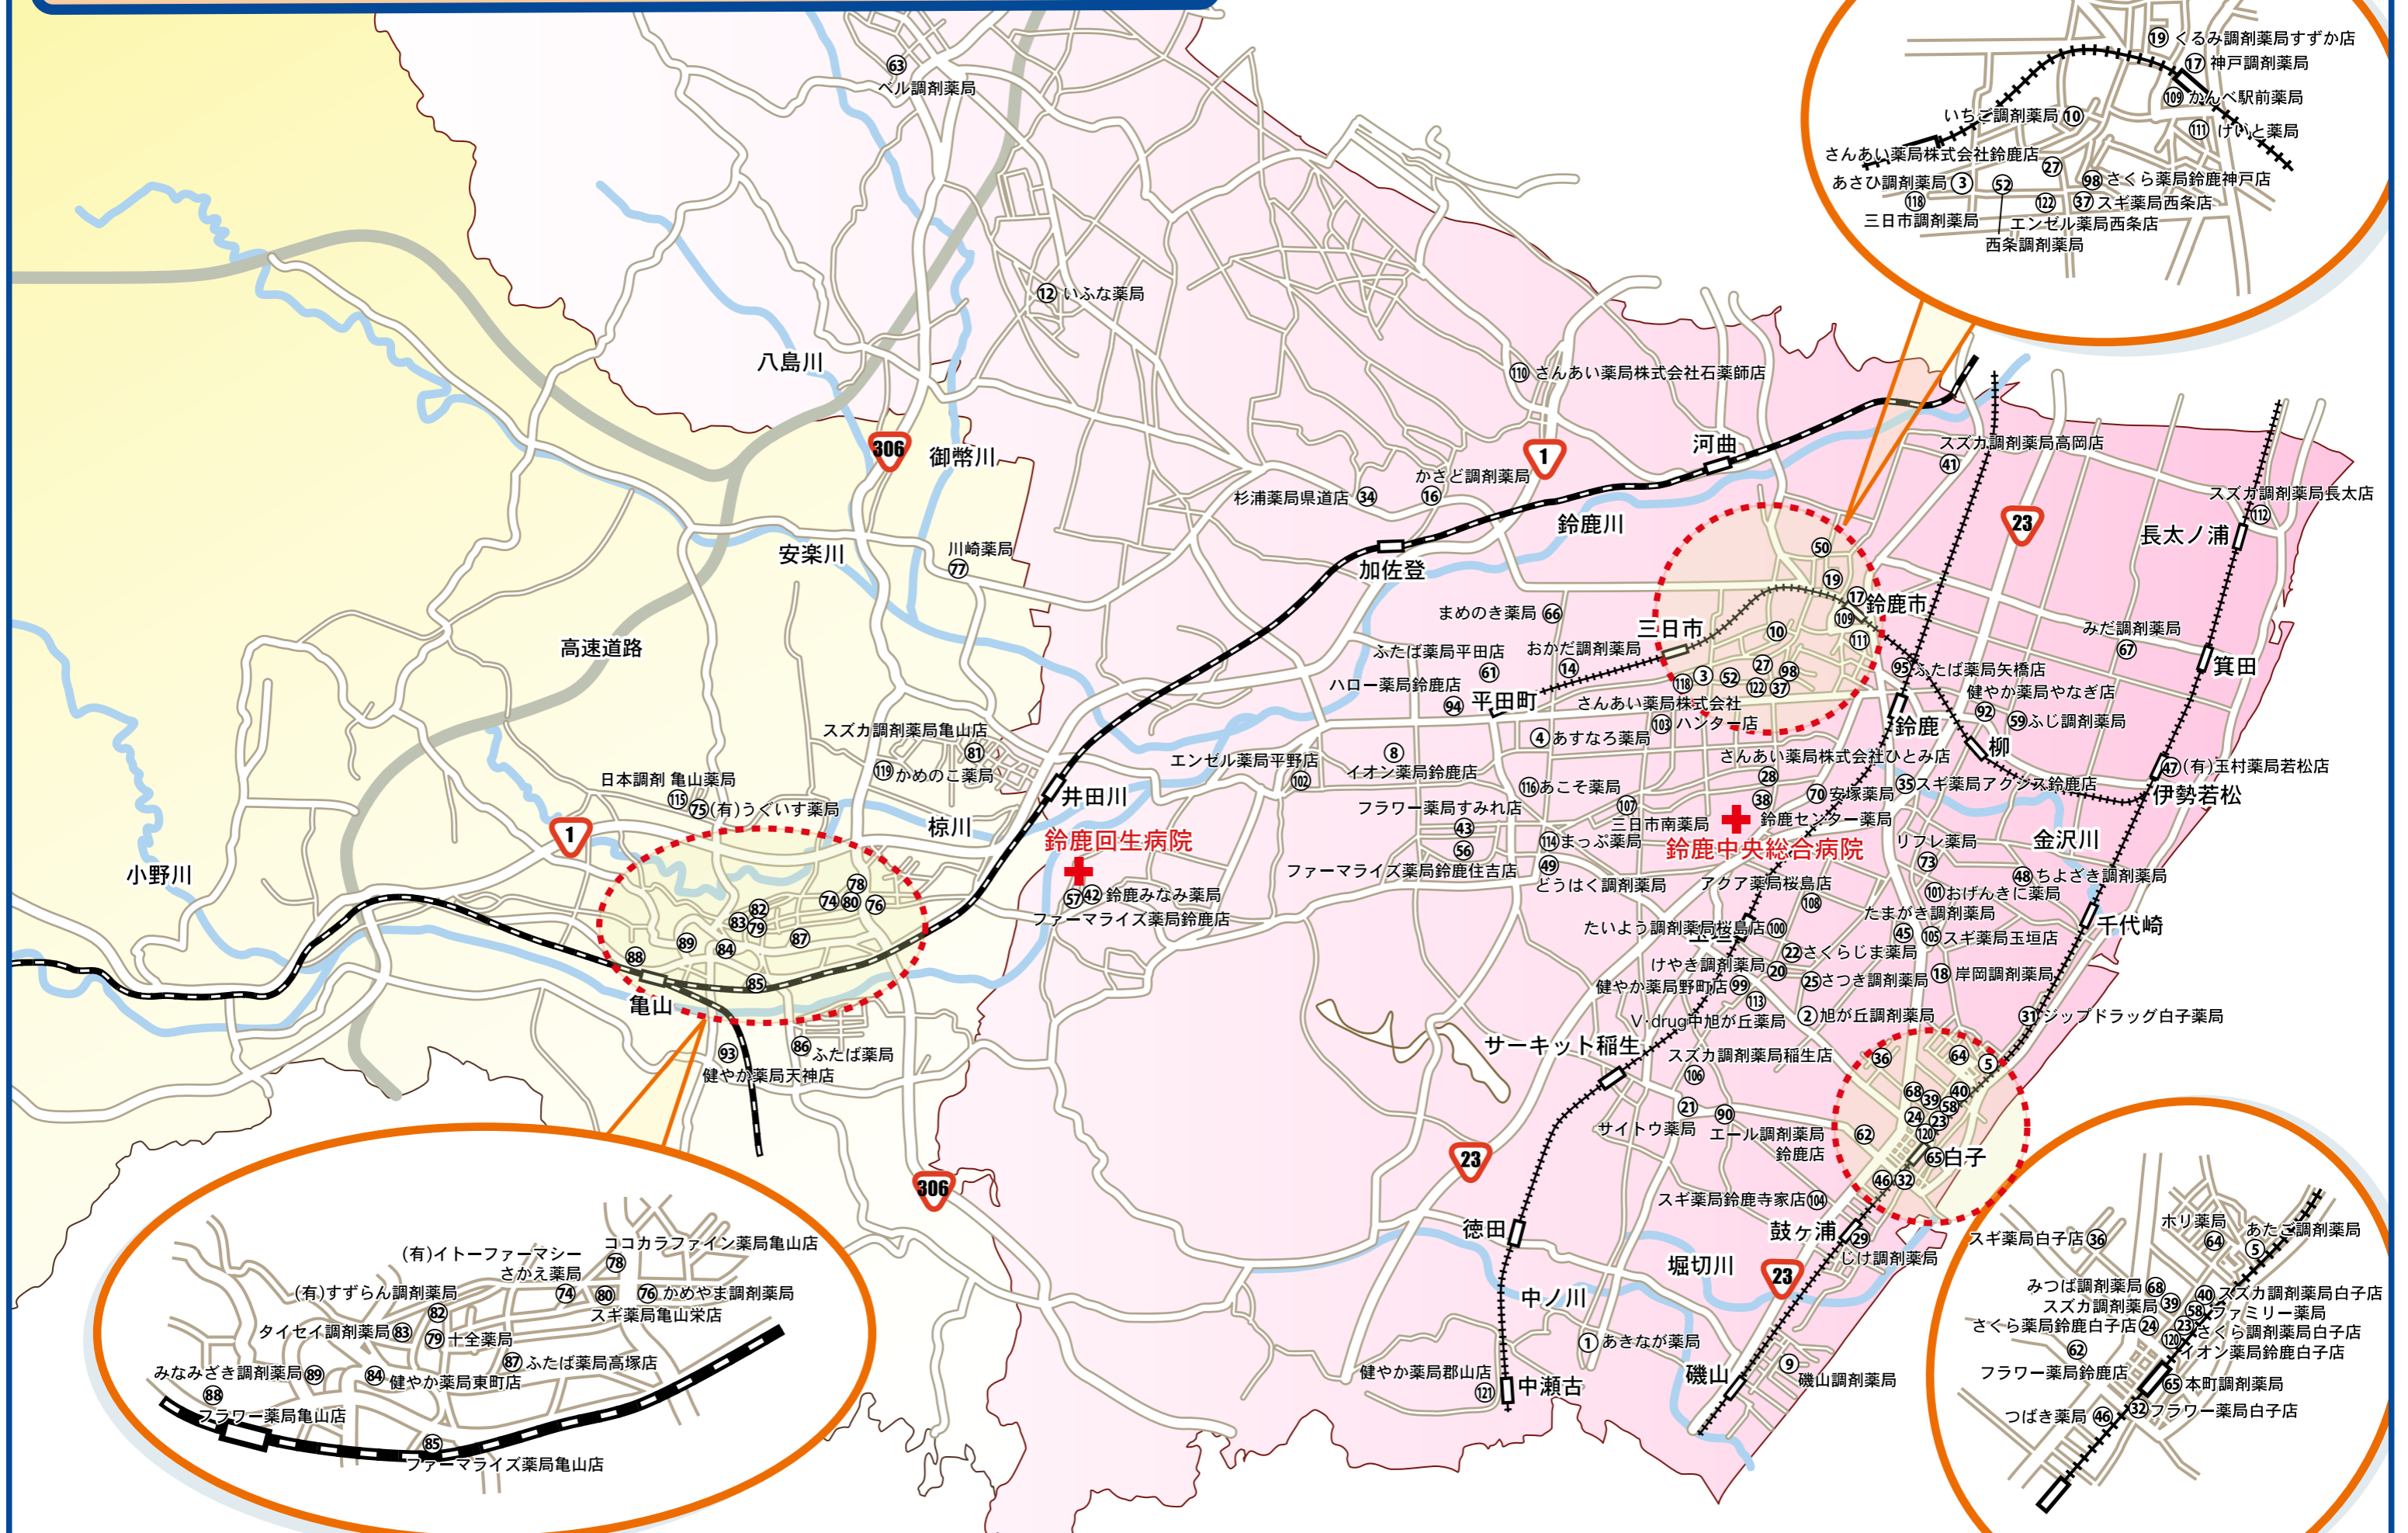 ⑲ くるみ調剤薬局すずか店
⑰ 神戸調剤薬局
109 かんべ駅前薬局
いちご調剤薬局 ⑩
111 けいと薬局
さんあい薬局株式会社鈴鹿店
㉗
あさひ調剤薬局 ③
52
98 さくら薬局鈴鹿神戸店
118
122
㊲ スギ薬局西条店
三日市調剤薬局
エンゼル薬局西条店
西条調剤薬局
63
ベル調剤薬局
⑫ いふな薬局
八島川
306
御幣川
110 さんあい薬局株式会社石薬師店
1
河曲
かさど調剤薬局
⑯
杉浦薬局県道店 ㉞
鈴鹿川
加佐登
スズカ調剤薬局高岡店
㊶
23
スズカ調剤薬局長太店
112
長太ノ浦
安楽川
川崎薬局
77
高速道路
㊿
⑲
⑰
鈴鹿市
109
111
⑩
三日市
まめのき薬局 66
おかだ調剤薬局
⑭
ふたば薬局平田店
61
ハロー薬局鈴鹿店
94
平田町
118
③
52
㉗
98
122
㊲
さんあい薬局株式会社
103 ハンター店
95 ふたば薬局矢橋店
みだ調剤薬局
67
箕田
健やか薬局やなぎ店
92
59 ふじ調剤薬局
鈴鹿
柳
④ あすなろ薬局
⑧
イオン薬局鈴鹿店
エンゼル薬局平野店
102
さんあい薬局株式会社ひとみ店
㉘
㊳
鈴鹿センター薬局
70 安塚薬局
㉟ スギ薬局アクシス鈴鹿店
㊼ (有)玉村薬局若松店
伊勢若松
116 あこそ薬局
107
三日市南薬局
フラワー薬局すみれ店
㊸
56
ファーマライズ薬局鈴鹿住吉店
114 まっぷ薬局
㊾
どうはく調剤薬局
鈴鹿中央総合病院
リフレ薬局
73
金沢川
㊽ ちよざき調剤薬局
101 おげんきに薬局
千代崎
アクア薬局桜島店
108
たまがき調剤薬局
㊺
105 スギ薬局玉垣店
たいよう調剤薬局桜島店 100
㉒ さくらじま薬局
けやき調剤薬局 ⑳
㉕ さつき調剤薬局
⑱ 岸岡調剤薬局
健やか薬局野町店 99
113
V・drug中旭が丘薬局
② 旭が丘調剤薬局
㉛ ジップドラッグ白子薬局
スズカ調剤薬局亀山店
81
119 かめのこ薬局
日本調剤 亀山薬局
115
75 (有)うぐいす薬局
1
椋川
井田川
鈴鹿回生病院
57
㊷ 鈴鹿みなみ薬局
ファーマライズ薬局鈴鹿店
小野川
78
74
80
76
82
83
79
87
89
84
88
85
亀山
93
健やか薬局天神店
86 ふたば薬局
306
サーキット稲生
スズカ調剤薬局稲生店
106
㉑
サイトウ薬局
90
エール調剤薬局
鈴鹿店
㊱
64
⑤
68
㊴
㊵
58
㉔
㉓
120
62
65
白子
㊻
㉜
スギ薬局鈴鹿寺家店 104
鼓ヶ浦
㉙
じけ調剤薬局
23
徳田
堀切川
23
中ノ川
① あきなが薬局
健やか薬局郡山店
121
中瀬古
磯山
⑨
磯山調剤薬局
(有)イトーファーマシー
さかえ薬局
74
ココカラファイン薬局亀山店
78
80
スギ薬局亀山栄店
76 かめやま調剤薬局
(有)すずらん調剤薬局
82
タイセイ調剤薬局 83
79 十全薬局
87 ふたば薬局高塚店
みなみざき調剤薬局 89
84
健やか薬局東町店
88
フラワー薬局亀山店
85
ファーマライズ薬局亀山店
スギ薬局白子店 ㊱
ホリ薬局
64
あたご調剤薬局
⑤
みつば調剤薬局 68
㊵ スズカ調剤薬局白子店
スズカ調剤薬局 ㊴
58 ファミリー薬局
さくら薬局鈴鹿白子店 ㉔
㉓ さくら調剤薬局白子店
120
イオン薬局鈴鹿白子店
62
フラワー薬局鈴鹿店
65 本町調剤薬局
つばき薬局 ㊻
㉜ フラワー薬局白子店